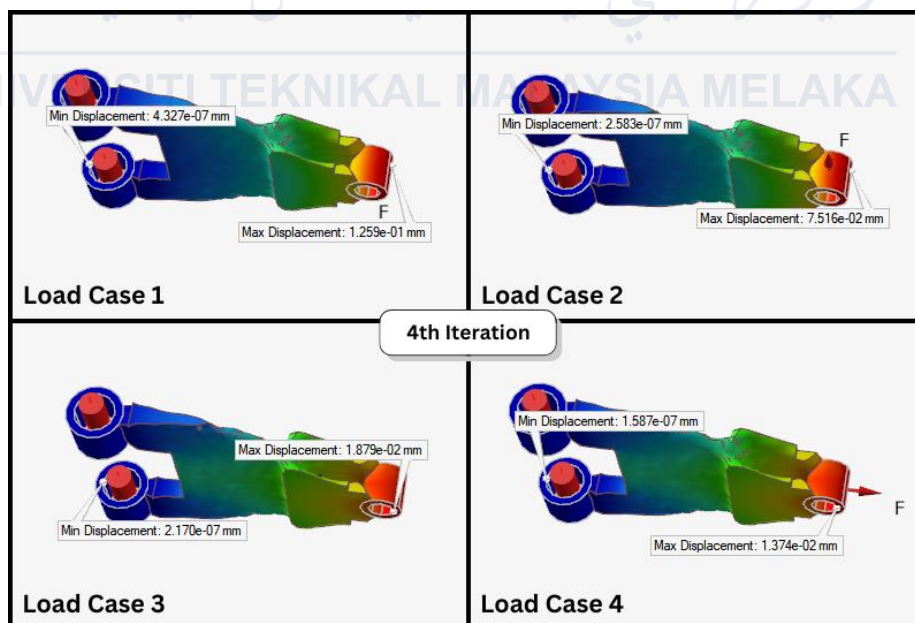 UNIVERSITI TEKNIKAL MALAYSIA MELAKA
Min Displacement: 4.327e-07 mm
F
Max Displacement: 1.259e-01 mm
Load Case 1
Min Displacement: 2.583e-07 mm
F
Max Displacement: 7.516e-02 mm
Load Case 2
4th Iteration
Max Displacement: 1.879e-02 mm
Min Displacement: 2.170e-07 mm
Load Case 3
Min Displacement: 1.587e-07 mm
F
Max Displacement: 1.374e-02 mm
Load Case 4